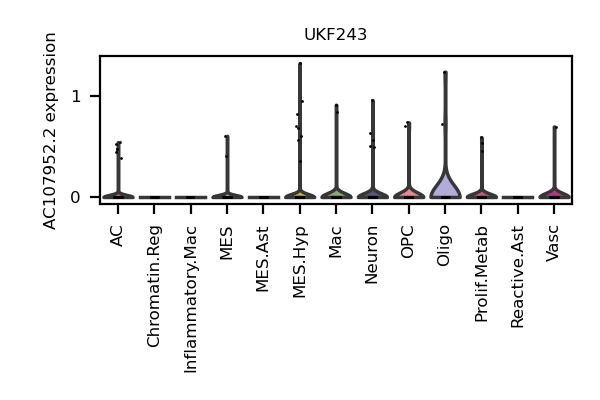 UKF243
AC107952.2 expression
1
0
AC
Chromatin.Reg
Inflammatory.Mac
MES
MES.Ast
MES.Hyp
Mac
Neuron
OPC
Oligo
Prolif.Metab
Reactive.Ast
Vasc